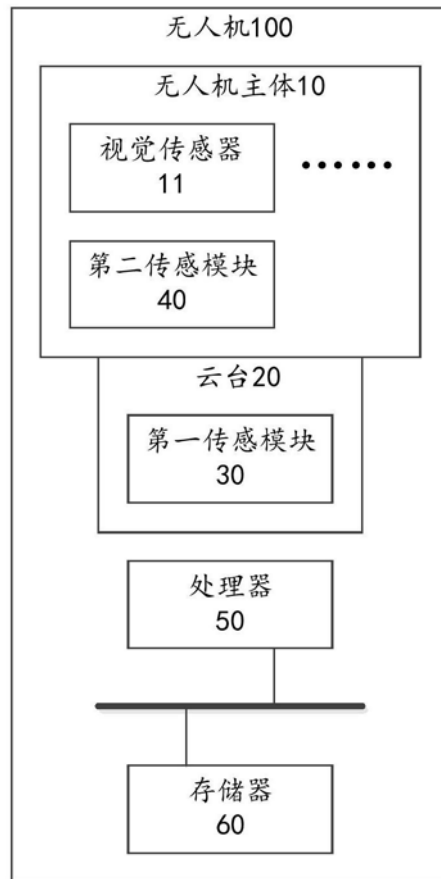 无人机100
无人机主体10
视觉传感器
11
······
第二传感模块
40
云台20
第一传感模块
30
处理器
50
存储器
60